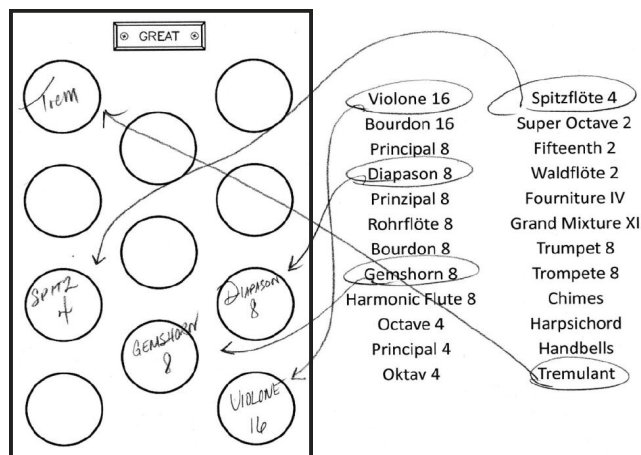 GREAT
Trem
SPITZ
4
GEMSHORN
8
DIAPASON
8
VIOLONE
16
Violone 16
Bourdon 16
Principal 8
Diapason 8
Prinzipal 8
Rohrflöte 8
Bourdon 8
Gemshorn 8
Harmonic Flute 8
Octave 4
Principal 4
Oktav 4
Spitzflöte 4
Super Octave 2
Fifteenth 2
Waldflöte 2
Fourniture IV
Grand Mixture XI
Trumpet 8
Trompete 8
Chimes
Harpsichord
Handbells
Tremulant